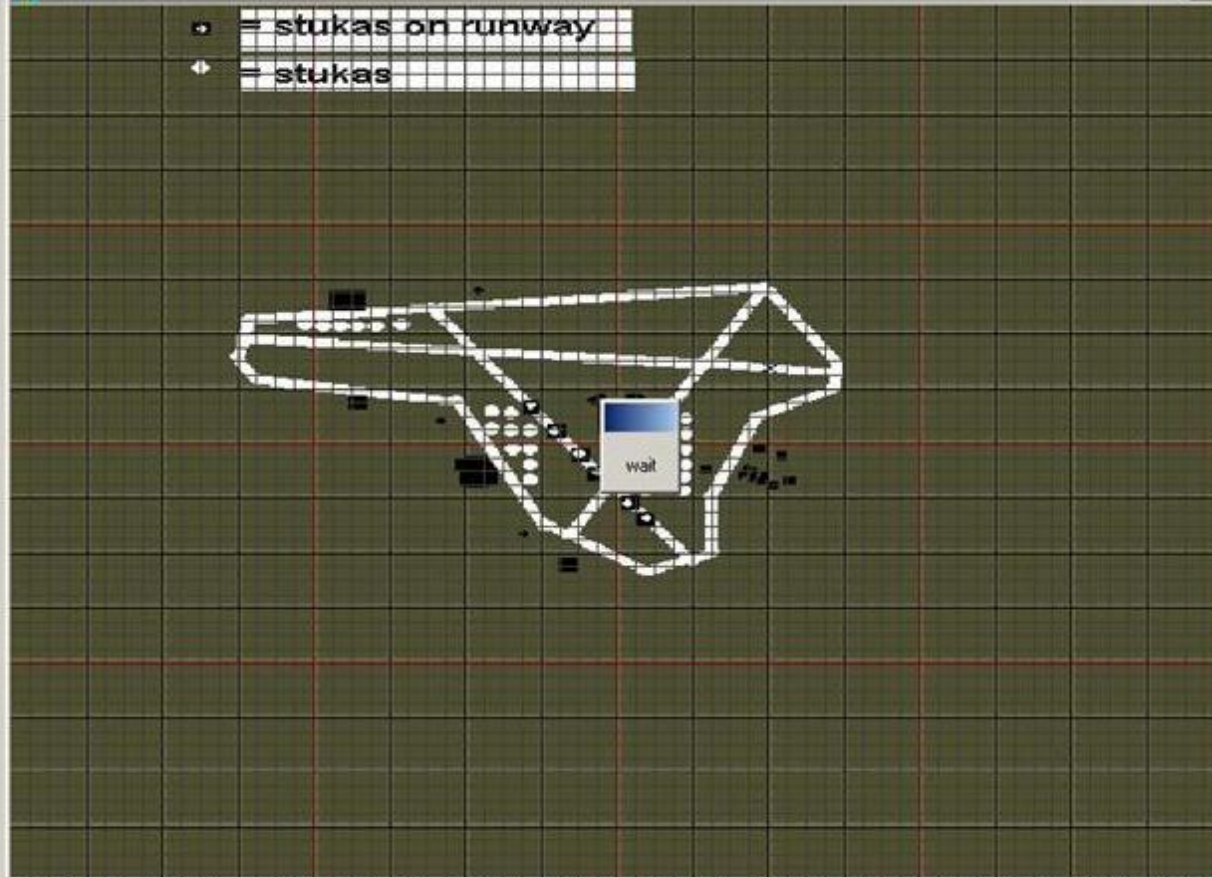 = stukas on runway
= stukas
wait